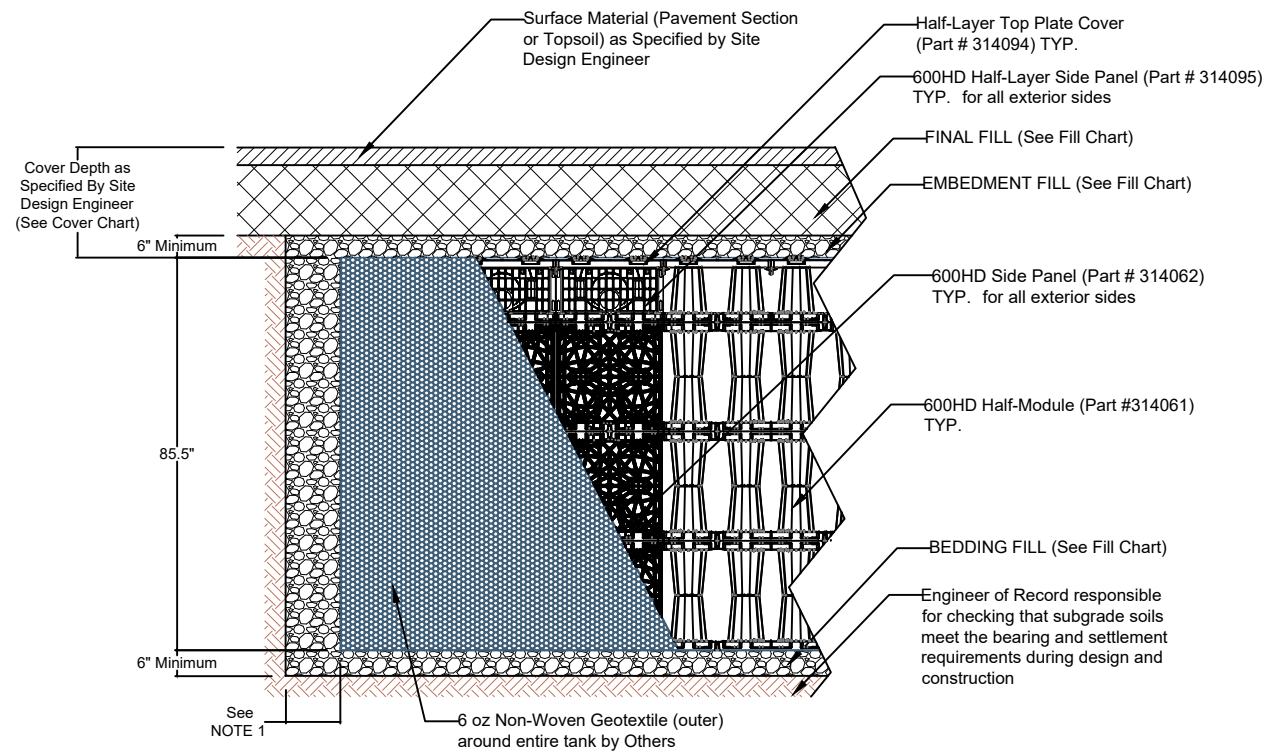 Surface Material (Pavement Section
or Topsoil) as Specified by Site
Design Engineer
Half-Layer Top Plate Cover
(Part # 314094) TYP.
600HD Half-Layer Side Panel (Part # 314095)
TYP. for all exterior sides
FINAL FILL (See Fill Chart)
EMBEDMENT FILL (See Fill Chart)
Cover Depth as
Specified By Site
Design Engineer
(See Cover Chart)
6" Minimum
600HD Side Panel (Part # 314062)
TYP. for all exterior sides
600HD Half-Module (Part #314061)
TYP.
85.5"
BEDDING FILL (See Fill Chart)
Engineer of Record responsible
for checking that subgrade soils
meet the bearing and settlement
requirements during design and
construction
6" Minimum
See
NOTE 1
6 oz Non-Woven Geotextile (outer)
around entire tank by Others